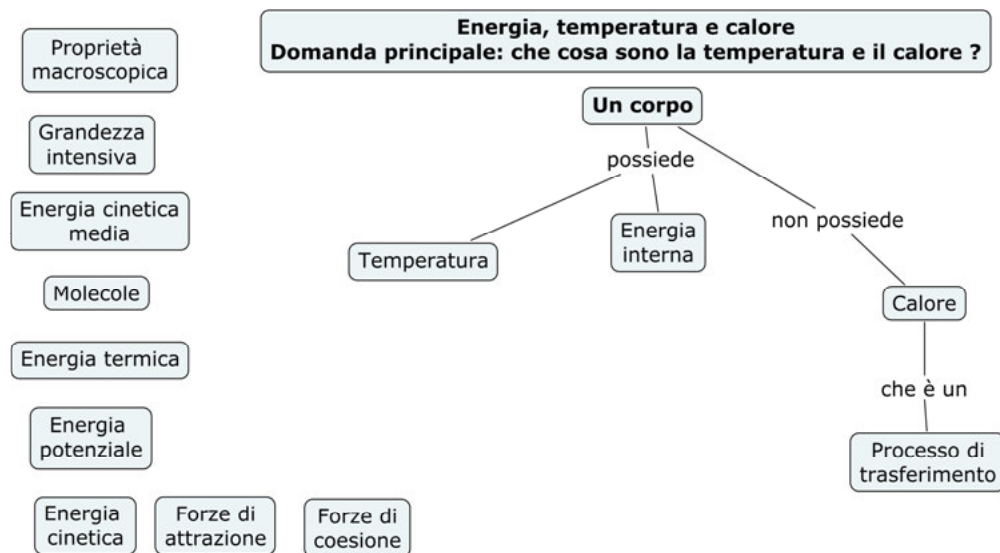 Energia, temperatura e calore
Domanda principale: che cosa sono la temperatura e il calore ?
Proprietà
macroscopica
Grandezza
intensiva
Energia cinetica
media
Molecole
Energia termica
Energia
potenziale
Energia
cinetica
Forze di
attrazione
Forze di
coesione
Un corpo
possiede
Temperatura
Energia
interna
non possiede
Calore
che è un
Processo di
trasferimento